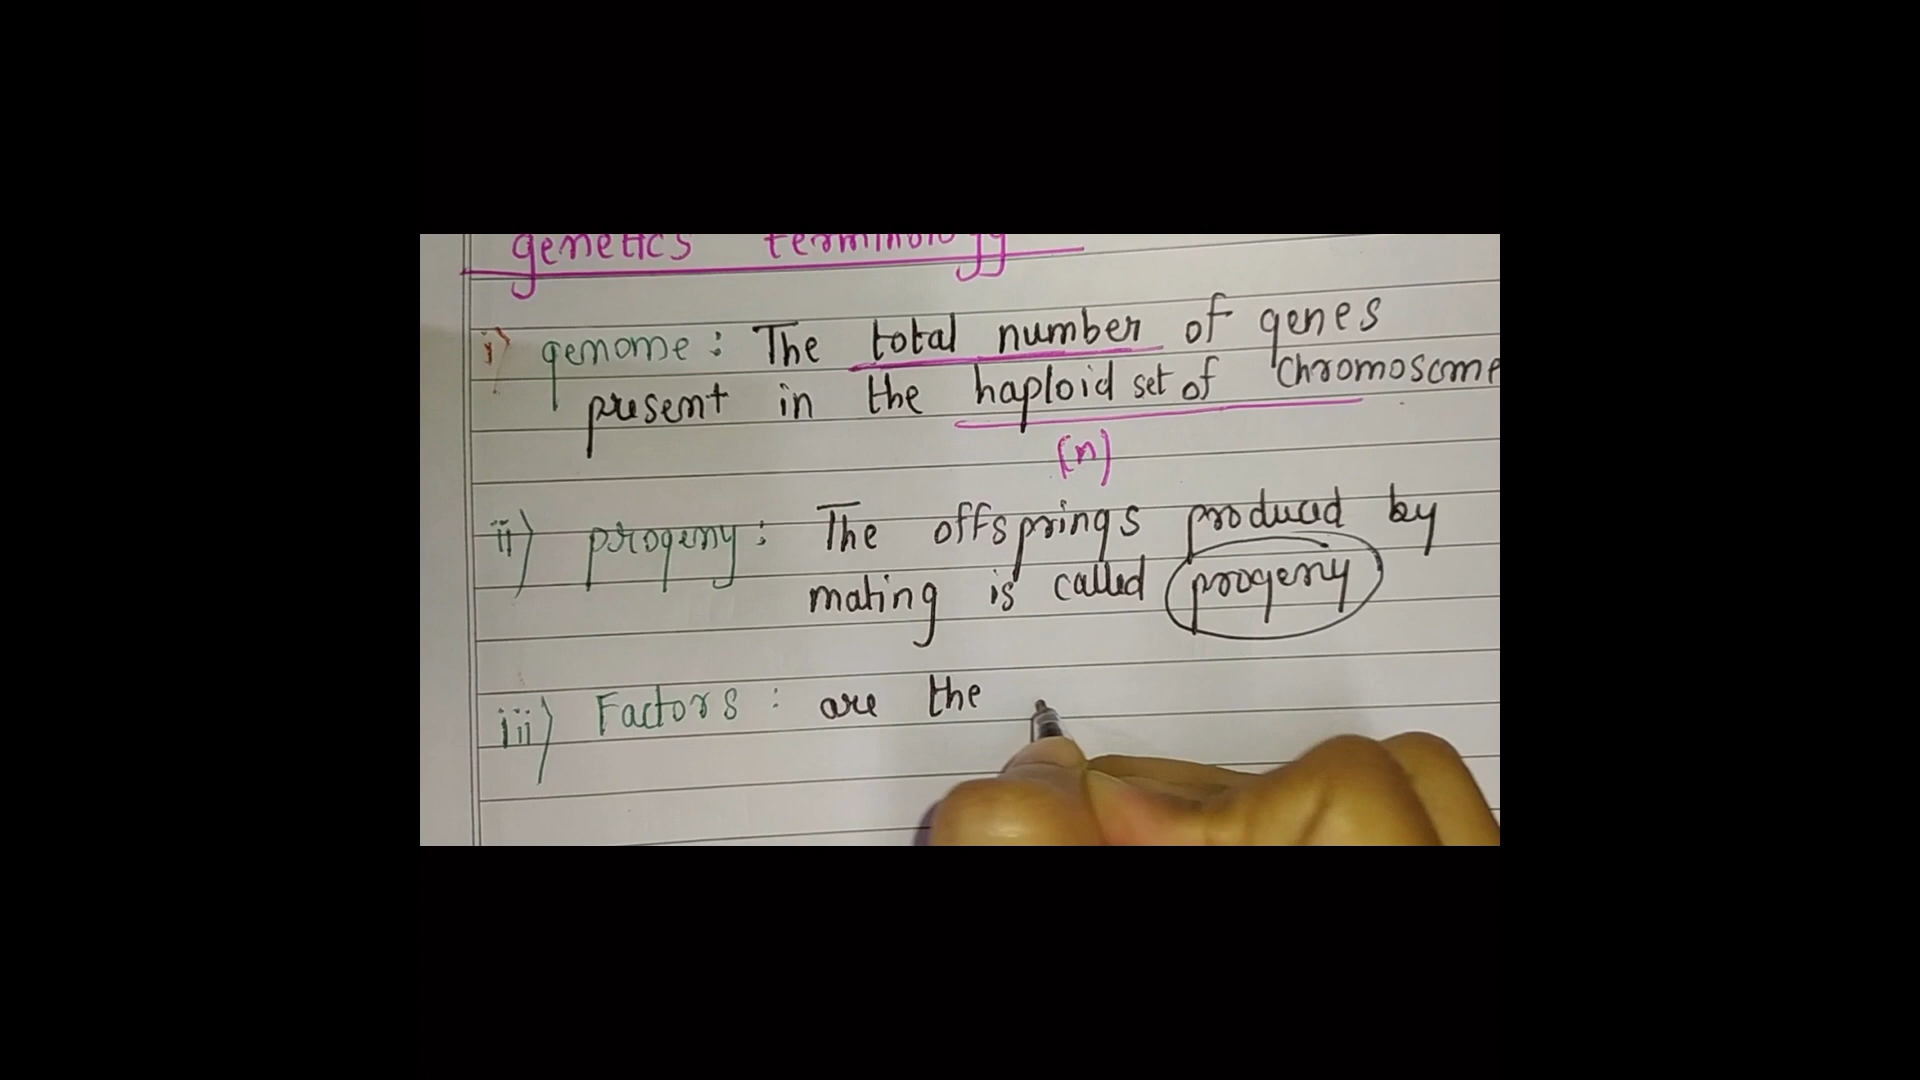 genetics terminology
i) genome: The total number of genes
present in the haploid set of chromosome
(n)
ii) progeny: The offsprings produced by
mating is called progeny
iii) Factors: are the